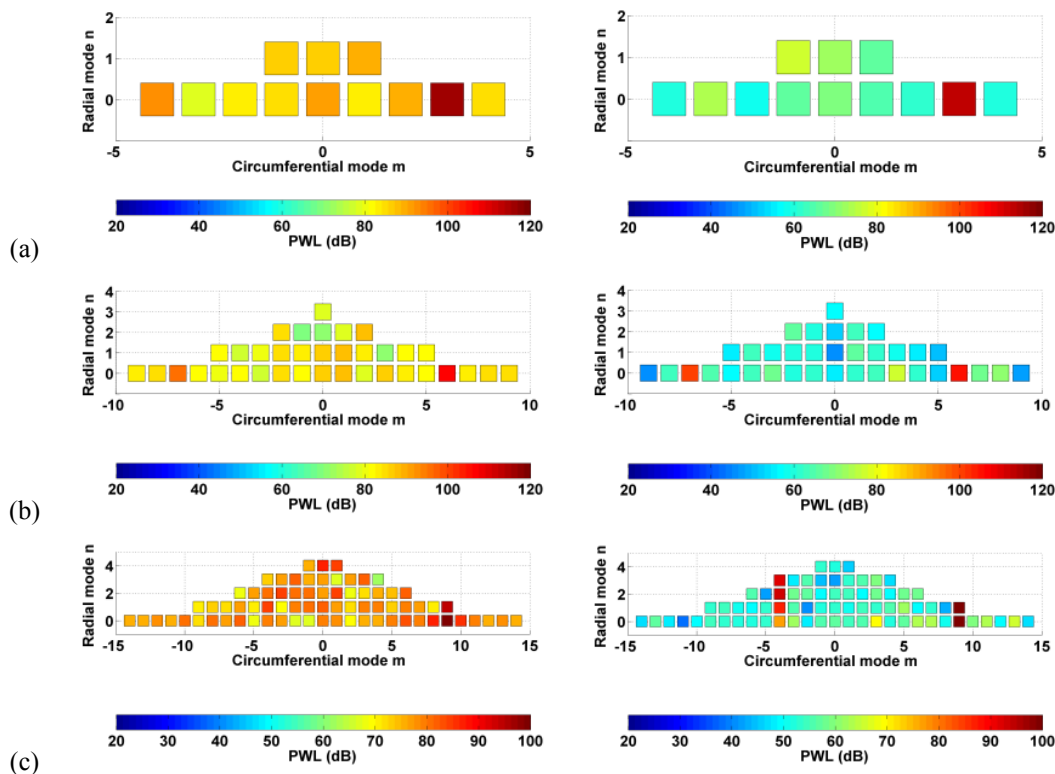 2
1
0
Radial mode n
-5 0 5
Circumferential mode m
20 40 60 80 100 120
PWL (dB)
2
1
0
Radial mode n
-5 0 5
Circumferential mode m
20 40 60 80 100 120
PWL (dB)
(a)
4
3
2
1
0
Radial mode n
-10 -5 0 5 10
Circumferential mode m
20 40 60 80 100 120
PWL (dB)
4
3
2
1
0
Radial mode n
-10 -5 0 5 10
Circumferential mode m
20 40 60 80 100 120
PWL (dB)
(b)
4
2
0
Radial mode n
-15 -10 -5 0 5 10 15
Circumferential mode m
20 30 40 50 60 70 80 90 100
PWL (dB)
4
2
0
Radial mode n
-15 -10 -5 0 5 10 15
Circumferential mode m
20 30 40 50 60 70 80 90 100
PWL (dB)
(c)